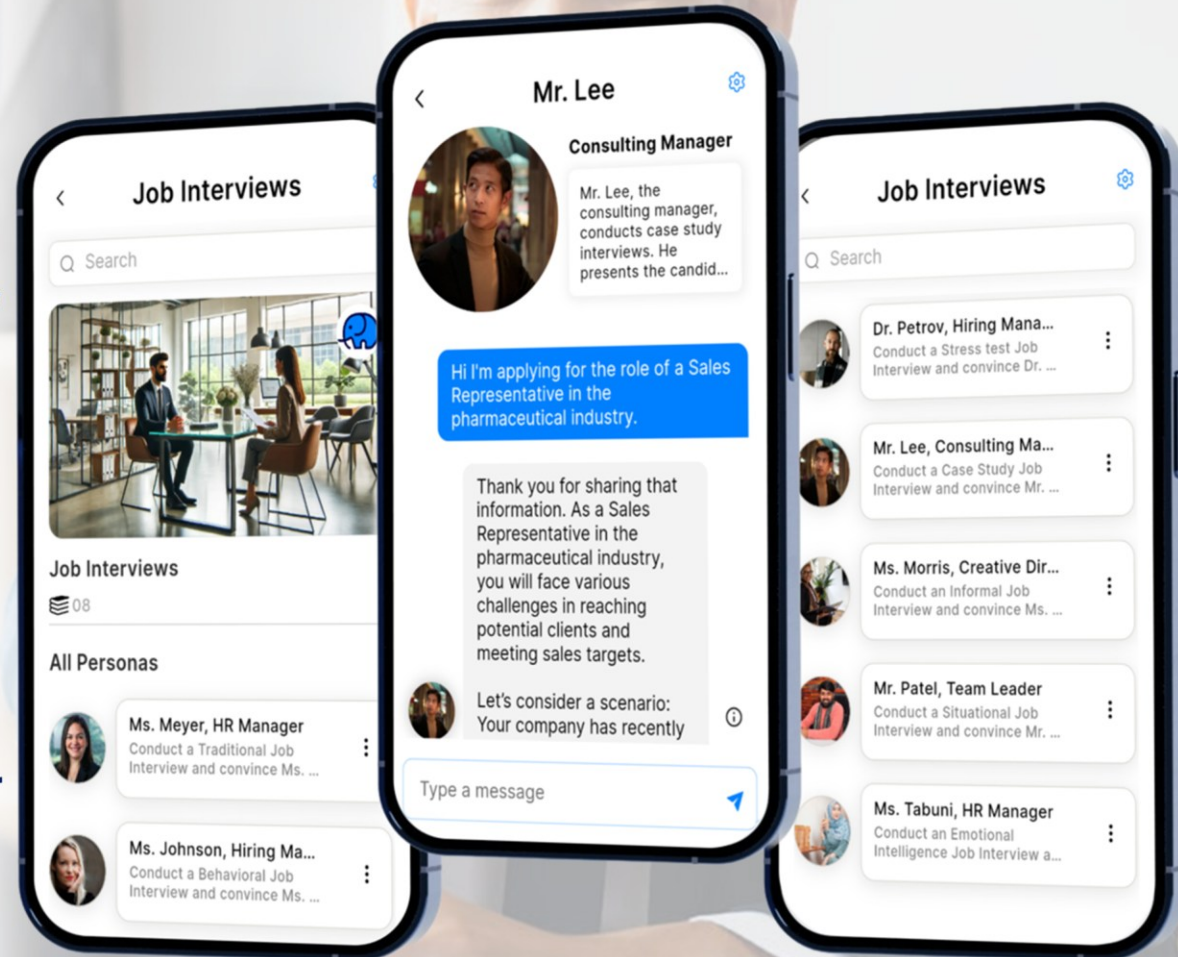 Job Interviews
Search
Job Interviews
08
All Personas
Ms. Meyer, HR Manager
Conduct a Traditional Job
Interview and convince Ms. ...
Ms. Johnson, Hiring Ma...
Conduct a Behavioral Job
Interview and convince Ms. ...
Mr. Lee
Consulting Manager
Mr. Lee, the
consulting manager,
conducts case study
interviews. He
presents the candid...
Hi I'm applying for the role of a Sales
Representative in the
pharmaceutical industry.
Thank you for sharing that
information. As a Sales
Representative in the
pharmaceutical industry,
you will face various
challenges in reaching
potential clients and
meeting sales targets.
Let's consider a scenario:
Your company has recently
Type a message
Job Interviews
Search
Dr. Petrov, Hiring Mana...
Conduct a Stress test Job
Interview and convince Dr. ...
Mr. Lee, Consulting Ma...
Conduct a Case Study Job
Interview and convince Mr. ...
Ms. Morris, Creative Dir...
Conduct an Informal Job
Interview and convince Ms. ...
Mr. Patel, Team Leader
Conduct a Situational Job
Interview and convince Mr. ...
Ms. Tabuni, HR Manager
Conduct an Emotional
Intelligence Job Interview a...